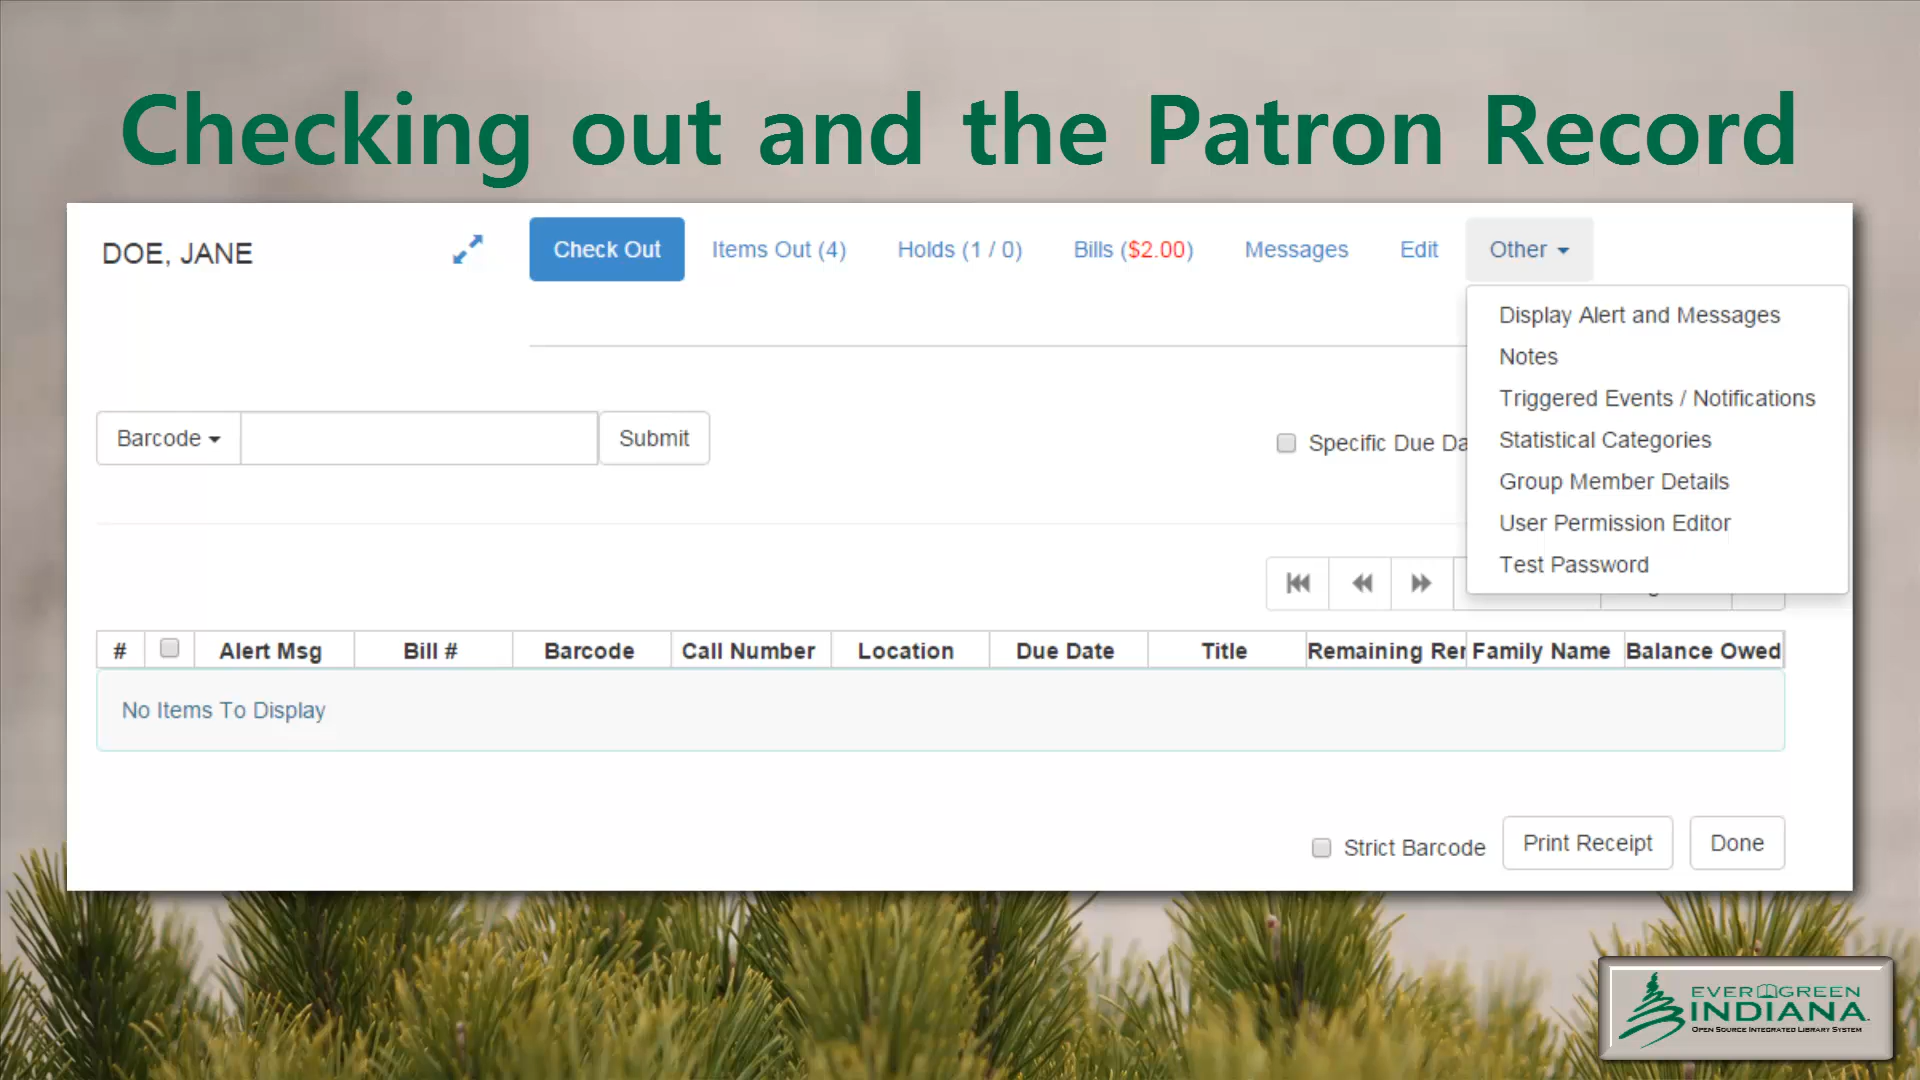 Checking out and the Patron Record
DOE, JANE
Check Out
Items Out (4)
Holds (1 / 0)
Bills ($2.00)
Messages
Edit
Other
Display Alert and Messages
Notes
Triggered Events / Notifications
Statistical Categories
Group Member Details
User Permission Editor
Test Password
Barcode
Submit
Specific Due Da
# Alert Msg Bill # Barcode Call Number Location Due Date Title Remaining Rer Family Name Balance Owed
No Items To Display
Strict Barcode
Print Receipt
Done
EVERGREEN
INDIANA
OPEN SOURCE INTEGRATED LIBRARY SYSTEM